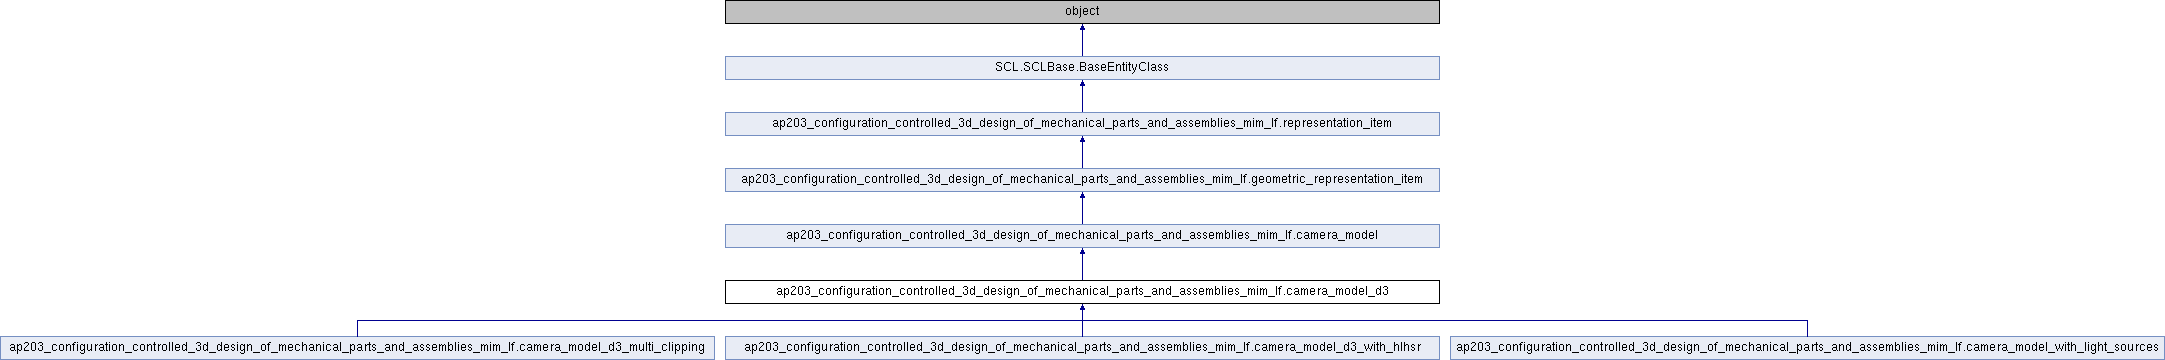 object
SCL.SCLBase.BaseEntityClass
ap203_configuration_controlled_3d_design_of_mechanical_parts_and_assemblies_mim_lf.representation_item
ap203_configuration_controlled_3d_design_of_mechanical_parts_and_assemblies_mim_lf.geometric_representation_item
ap203_configuration_controlled_3d_design_of_mechanical_parts_and_assemblies_mim_lf.camera_model
ap203_configuration_controlled_3d_design_of_mechanical_parts_and_assemblies_mim_lf.camera_model_d3
ap203_configuration_controlled_3d_design_of_mechanical_parts_and_assemblies_mim_lf.camera_model_d3_multi_clipping
ap203_configuration_controlled_3d_design_of_mechanical_parts_and_assemblies_mim_lf.camera_model_d3_with_hlhsr
ap203_configuration_controlled_3d_design_of_mechanical_parts_and_assemblies_mim_lf.camera_model_with_light_sources